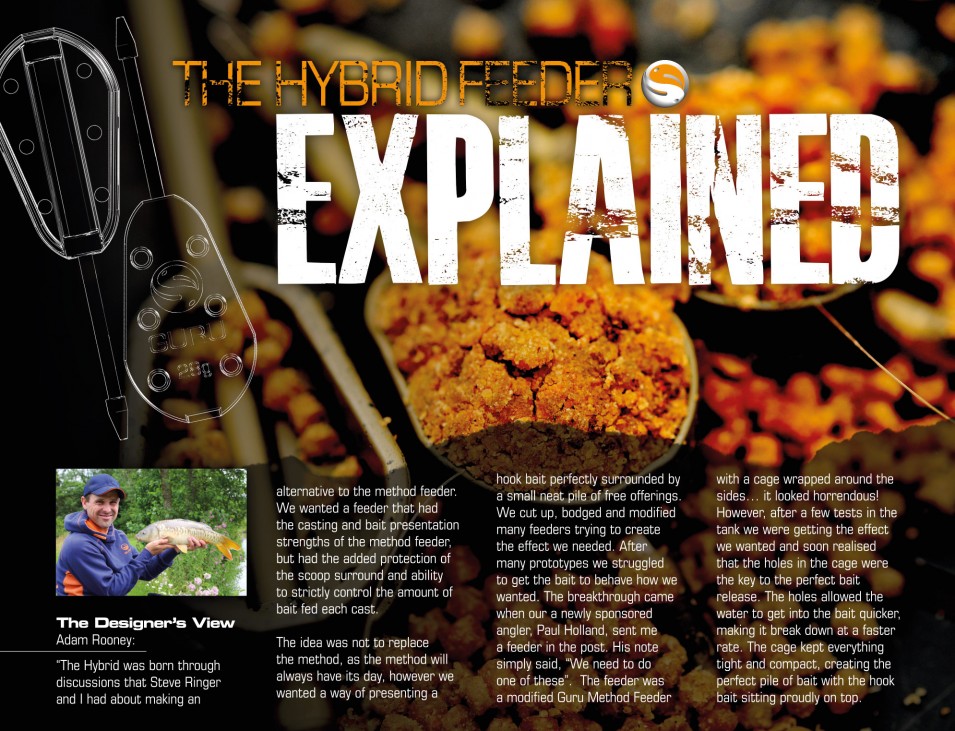 THE HYBRID FEEDER
EXPLAINED
GURU
28g
The Designer's View
Adam Rooney:
"The Hybrid was born through
discussions that Steve Ringer
and I had about making an
alternative to the method feeder.
We wanted a feeder that had
the casting and bait presentation
strengths of the method feeder,
but had the added protection of
the scoop surround and ability
to strictly control the amount of
bait fed each cast.
The idea was not to replace
the method, as the method will
always have its day, however we
wanted a way of presenting a
hook bait perfectly surrounded by
a small neat pile of free offerings.
We cut up, bodged and modified
many feeders trying to create
the effect we needed. After
many prototypes we struggled
to get the bait to behave how we
wanted. The breakthrough came
when our a newly sponsored
angler, Paul Holland, sent me
a feeder in the post. His note
simply said, "We need to do
one of these". The feeder was
a modified Guru Method Feeder
with a cage wrapped around the
sides... it looked horrendous!
However, after a few tests in the
tank we were getting the effect
we wanted and soon realised
that the holes in the cage were
the key to the perfect bait
release. The holes allowed the
water to get into the bait quicker,
making it break down at a faster
rate. The cage kept everything
tight and compact, creating the
perfect pile of bait with the hook
bait sitting proudly on top.